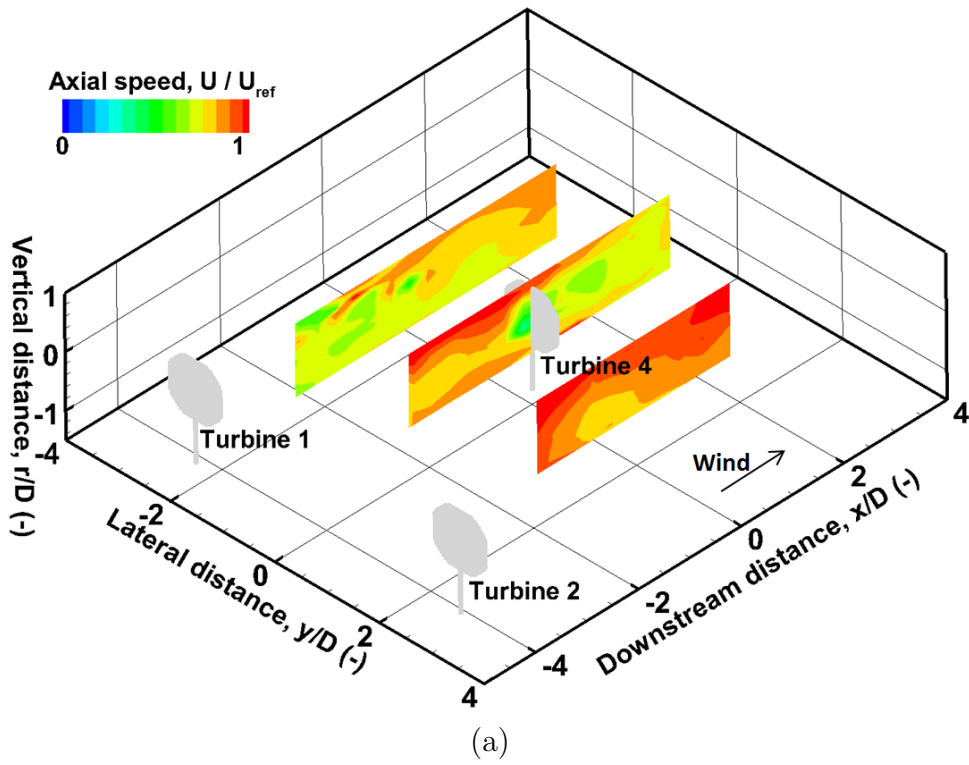 Axial speed, U / Uref
0 1
Vertical distance, r/D (-)
1
0
-1
-4
-2
0
2
4
Lateral distance, y/D (-)
-4
-2
0
2
4
Downstream distance, x/D (-)
Turbine 1
Turbine 4
Turbine 2
Wind
(a)